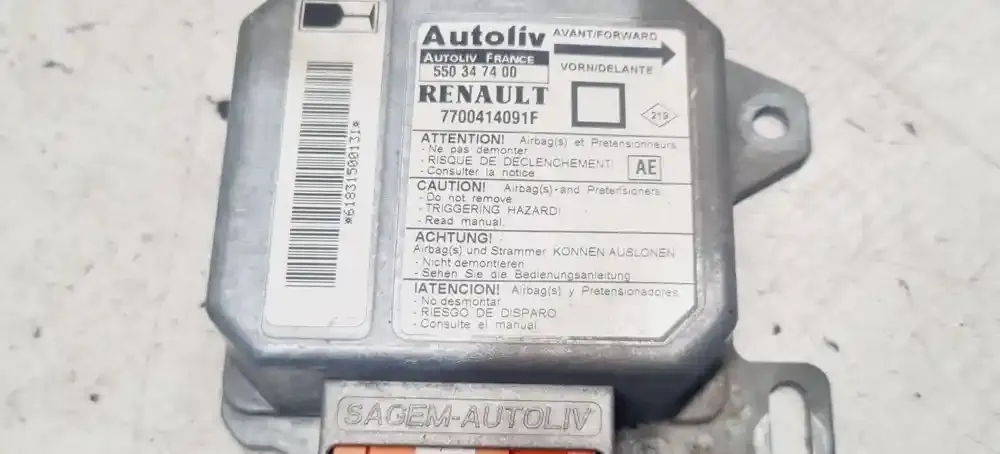 *61831500131*
Autoliv
AVANT/FORWARD
AUTOLIV FRANCE
VORN/DELANTE
550 34 74 00
RENAULT
7700414091F
219
ATTENTION! Airbag(s) et Pretensionneurs
- Ne pas demonter
- RISQUE DE DECLENCHEMENT!
- Consulter la notice
AE
CAUTION! Airbag(s)-and Pretensioners
- Do not remove
- TRIGGERING HAZARD!
- Read manual
ACHTUNG!
Airbag(s) und Strammer KONNEN AUSLONEN
- Nicht demontieren
- Sehen Sie die Bedienungsanleitung
!ATENCION! Airbag(s) y Pretensionadores
- No desmontar
- RIESGO DE DISPARO
- Consulte el manual
SAGEM-AUTOLIV